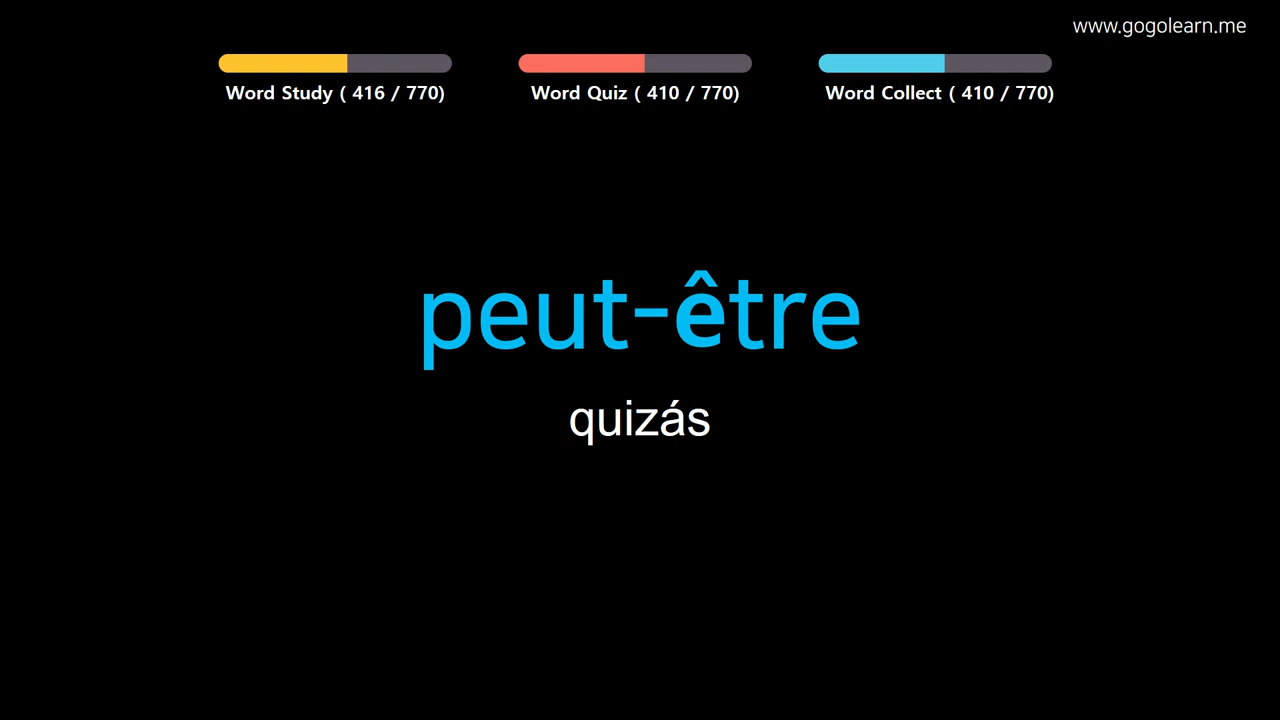 www.gogolearn.me
Word Study ( 416 / 770)
Word Quiz ( 410 / 770)
Word Collect ( 410 / 770)
peut-être
quizás